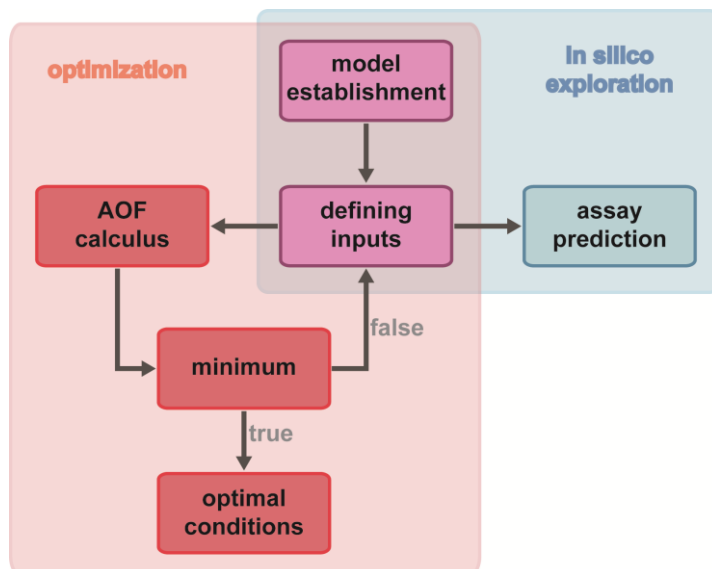 optimization
in silico
exploration
model
establishment
AOF
calculus
defining
inputs
assay
prediction
false
minimum
true
optimal
conditions